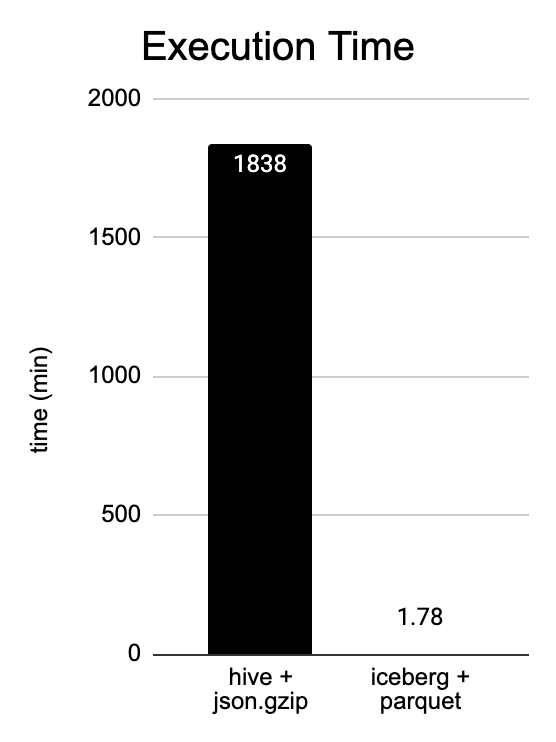 Execution Time
2000
1838
1500
1000
time (min)
500
1.78
0
hive +
json.gzip
iceberg +
parquet